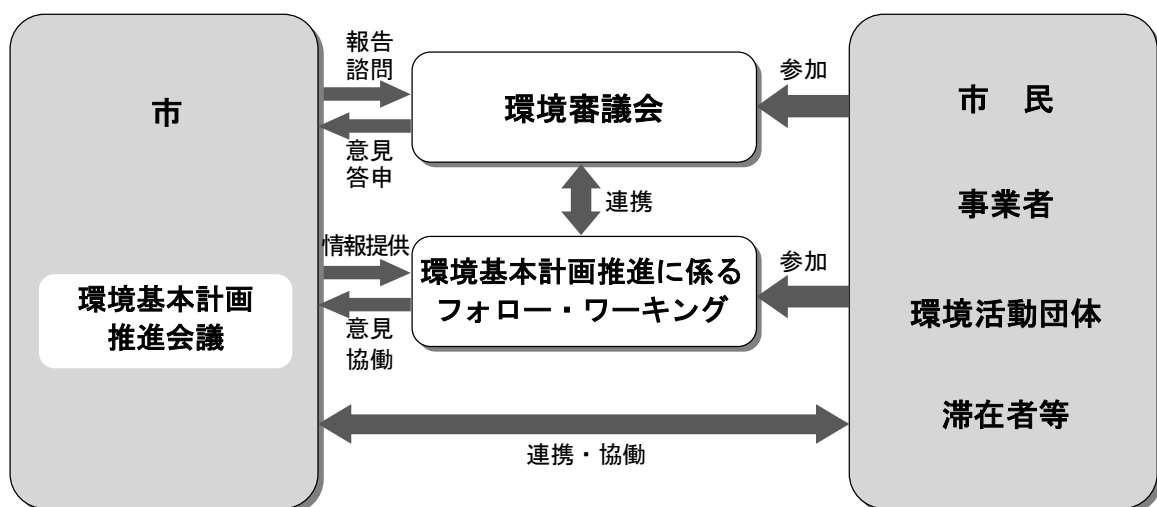 市
環境基本計画
推進会議
報告
諮問
意見
答申
情報提供
意見
協働
環境審議会
連携
環境基本計画推進に係る
フォロー・ワーキング
連携・協働
参加
参加
市　民
事業者
環境活動団体
滞在者等